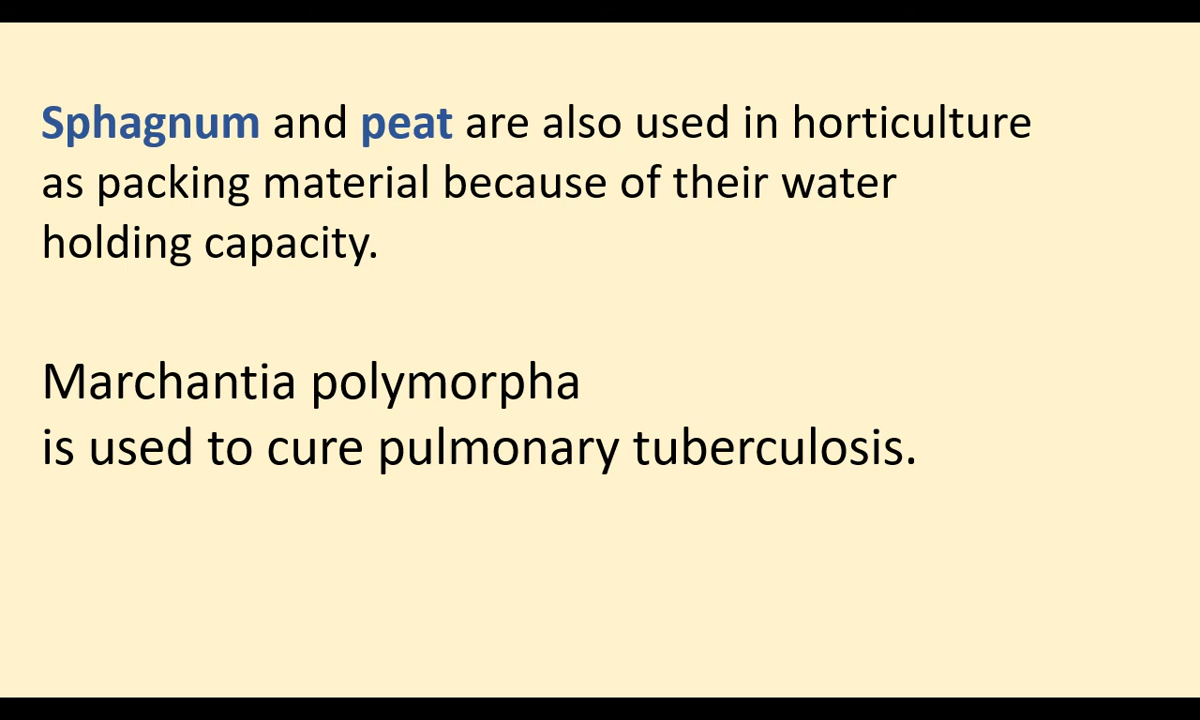 Sphagnum and peat are also used in horticulture
as packing material because of their water
holding capacity.
Marchantia polymorpha
is used to cure pulmonary tuberculosis.